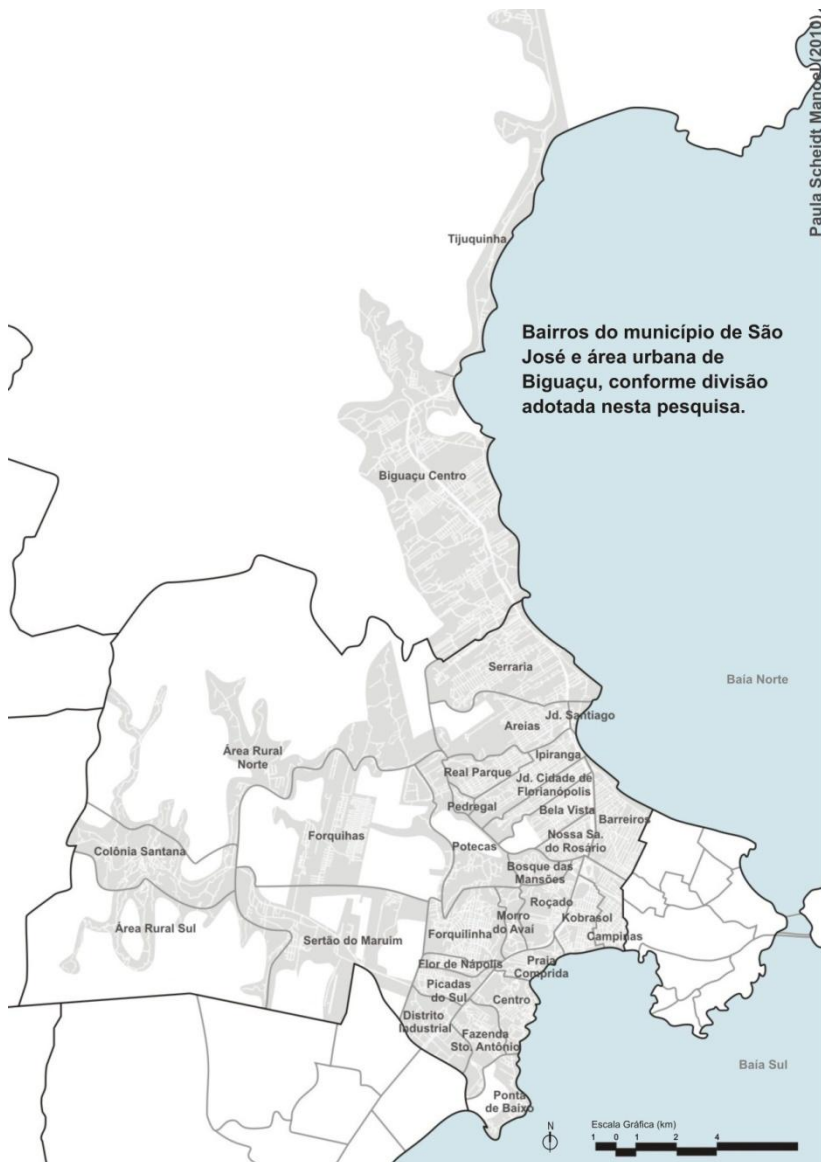 Paula Scheidt Manoel (2010)
Tijuquinha
Bairros do município de São
José e área urbana de
Biguaçu, conforme divisão
adotada nesta pesquisa.
Biguaçu Centro
Serraria
Baía Norte
Jd. Santiago
Areias
Área Rural
Norte
Ipiranga
Real Parque
Jd. Cidade de
Florianópolis
Pedregal
Bela Vista
Barreiros
Forquihas
Nossa Sa.
do Rosário
Colônia Santana
Potecas
Bosque das
Mansões
Roçado
Área Rural Sul
Morro
do Avaí
Kobrasol
Forquilinha
Sertão do Maruim
Campinas
Praia
Comprida
Flor de Nápolis
Picadas
do Sul
Centro
Distrito
Industrial
Fazenda
Sto. Antônio
Baía Sul
Ponta
de Baixo
N
Escala Gráfica (km)
1 0 1 2 4